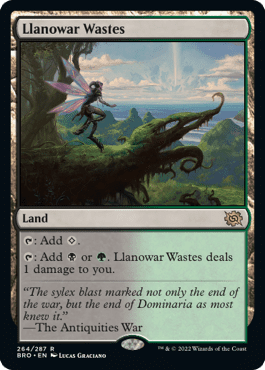 Llanowar Wastes
Land
: Add .
: Add or . Llanowar Wastes deals
1 damage to you.
"The sylex blast marked not only the end of
the war, but the end of Dominaria as most
knew it."
—The Antiquities War
264/287 R
BRO • EN Lucas Graciano
™ & © 2022 Wizards of the Coast